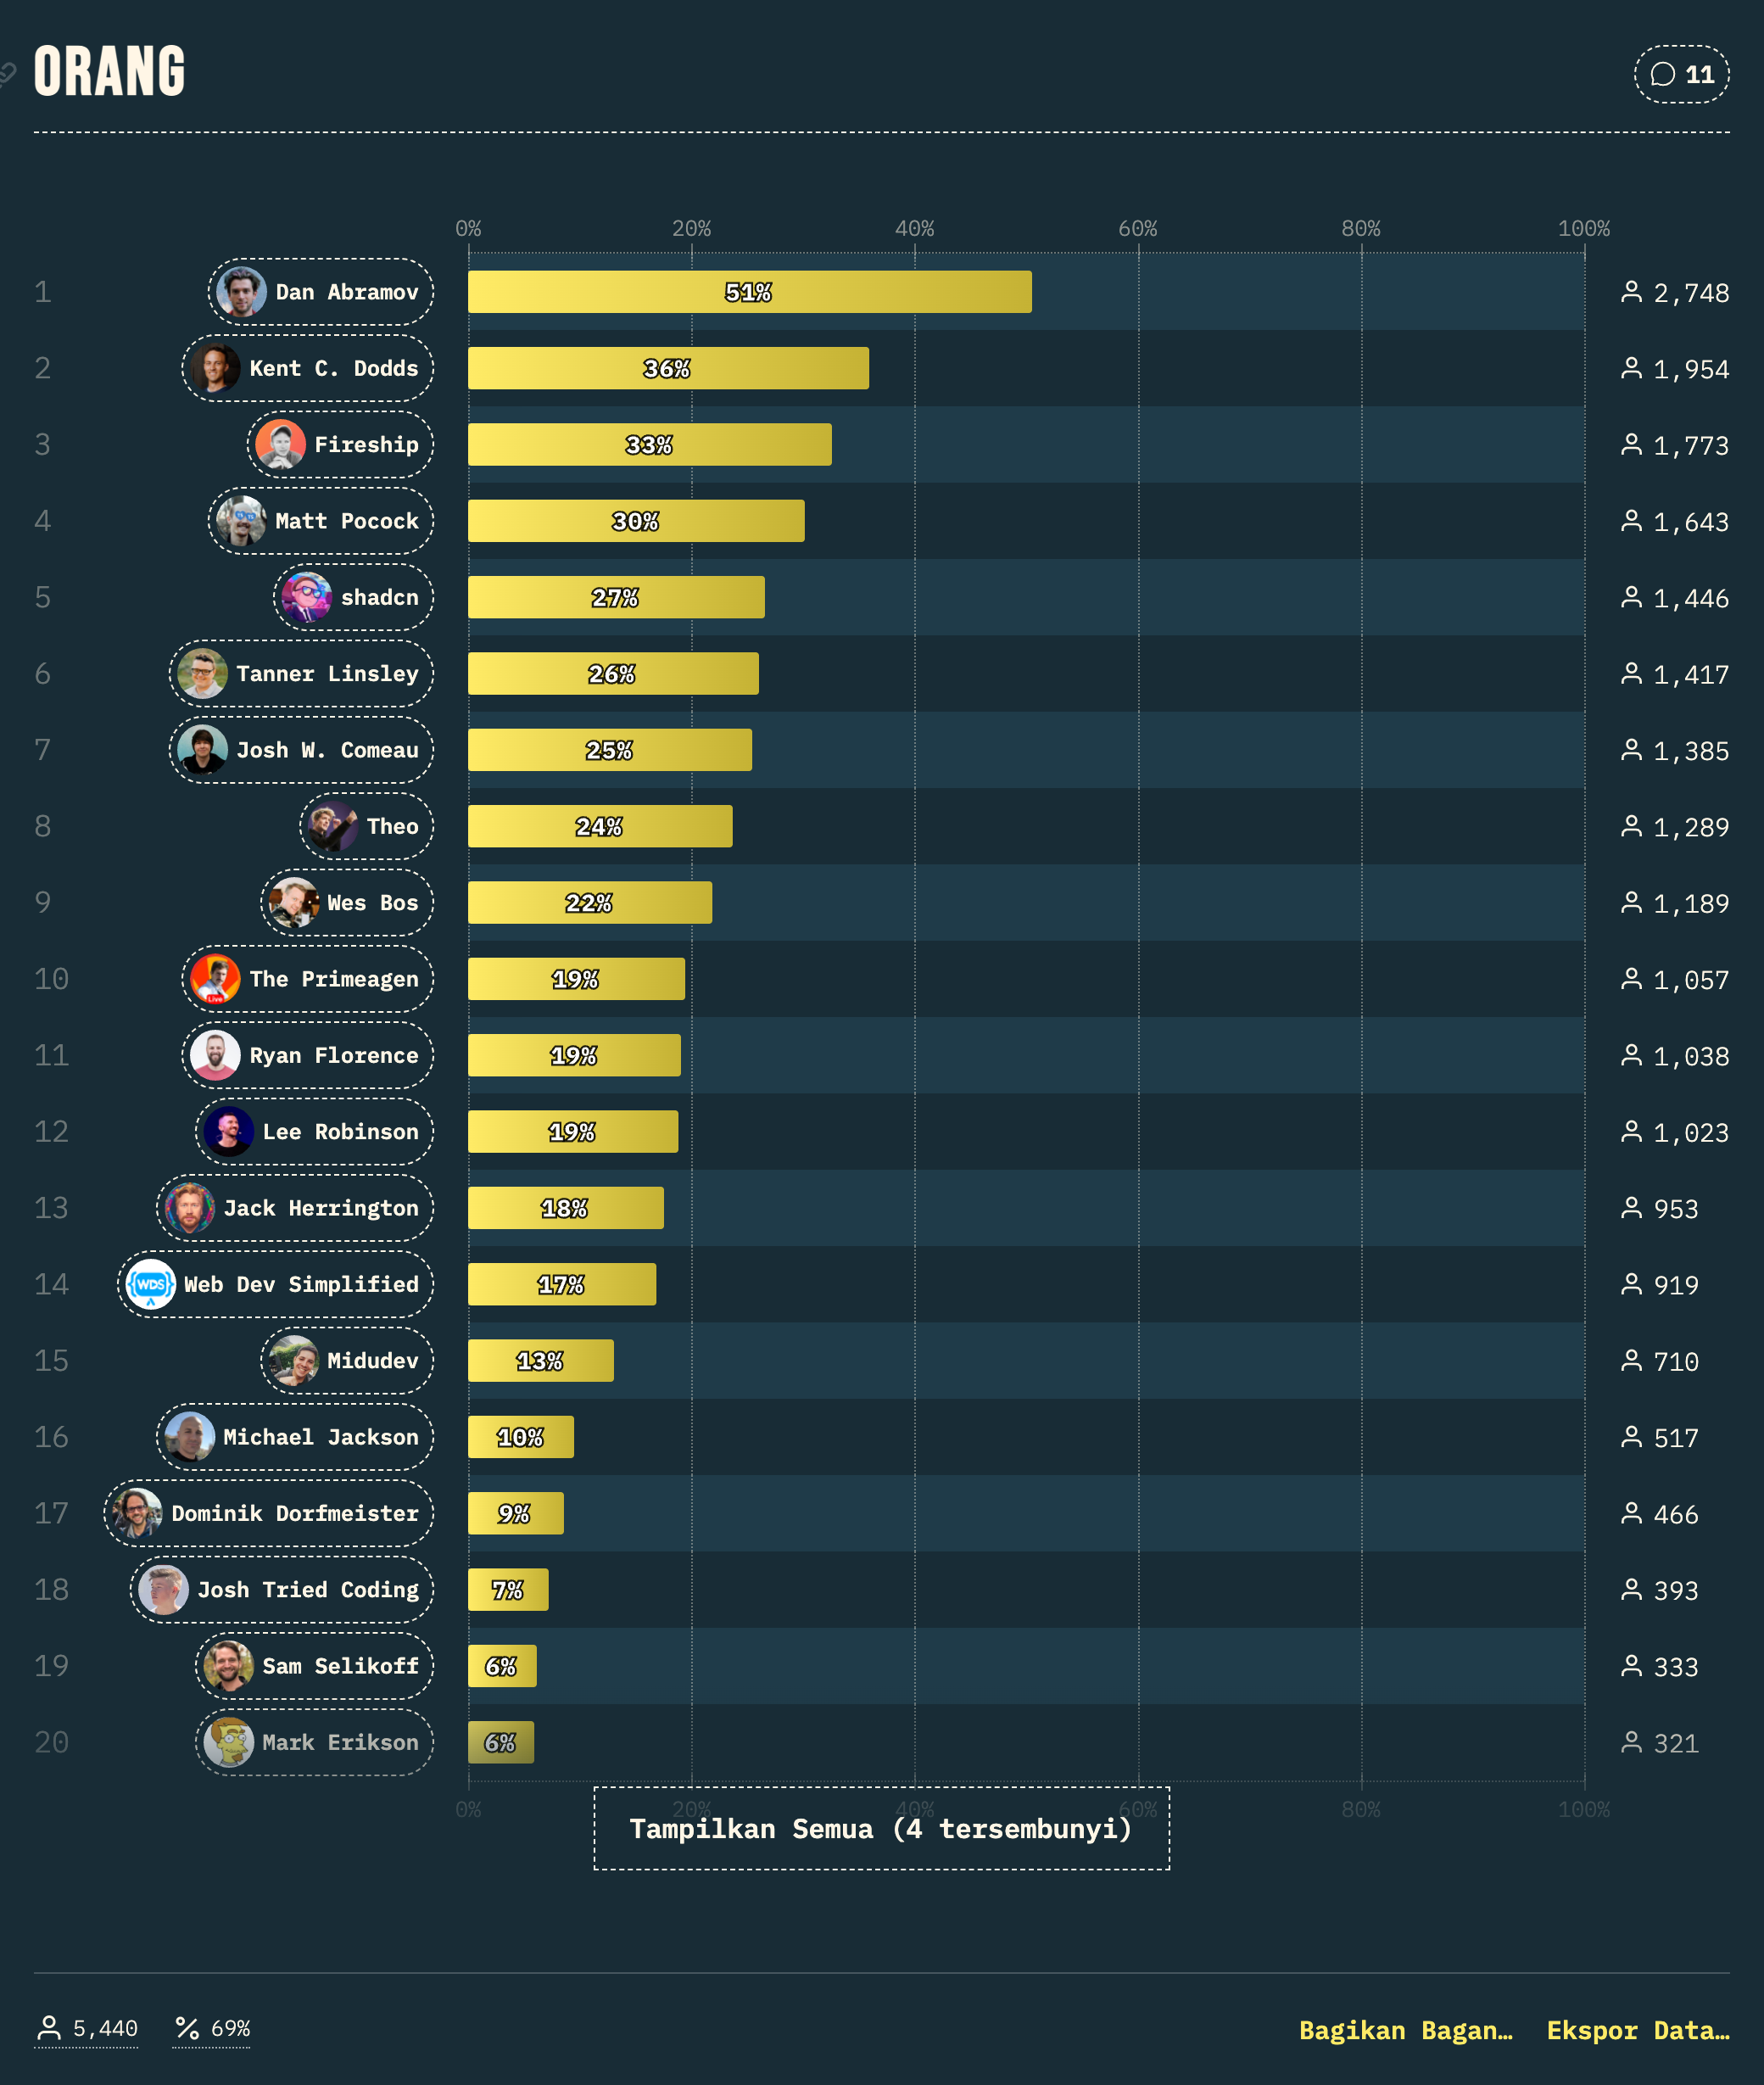 ORANG
11
0% 20% 40% 60% 80% 100%
1 Dan Abramov 51% 2,748
2 Kent C. Dodds 36% 1,954
3 Fireship 33% 1,773
4 Matt Pocock 30% 1,643
5 shadcn 27% 1,446
6 Tanner Linsley 26% 1,417
7 Josh W. Comeau 25% 1,385
8 Theo 24% 1,289
9 Wes Bos 22% 1,189
10 Live The Primeagen 19% 1,057
11 Ryan Florence 19% 1,038
12 Lee Robinson 19% 1,023
13 Jack Herrington 18% 953
14 {WDS} Web Dev Simplified 17% 919
15 Midudev 13% 710
16 Michael Jackson 10% 517
17 Dominik Dorfmeister 9% 466
18 Josh Tried Coding 7% 393
19 Sam Selikoff 6% 333
20 Mark Erikson 6% 321
0% 20% 40% 60% 80% 100%
Tampilkan Semua (4 tersembunyi)
5,440 69% Bagikan Bagan… Ekspor Data…